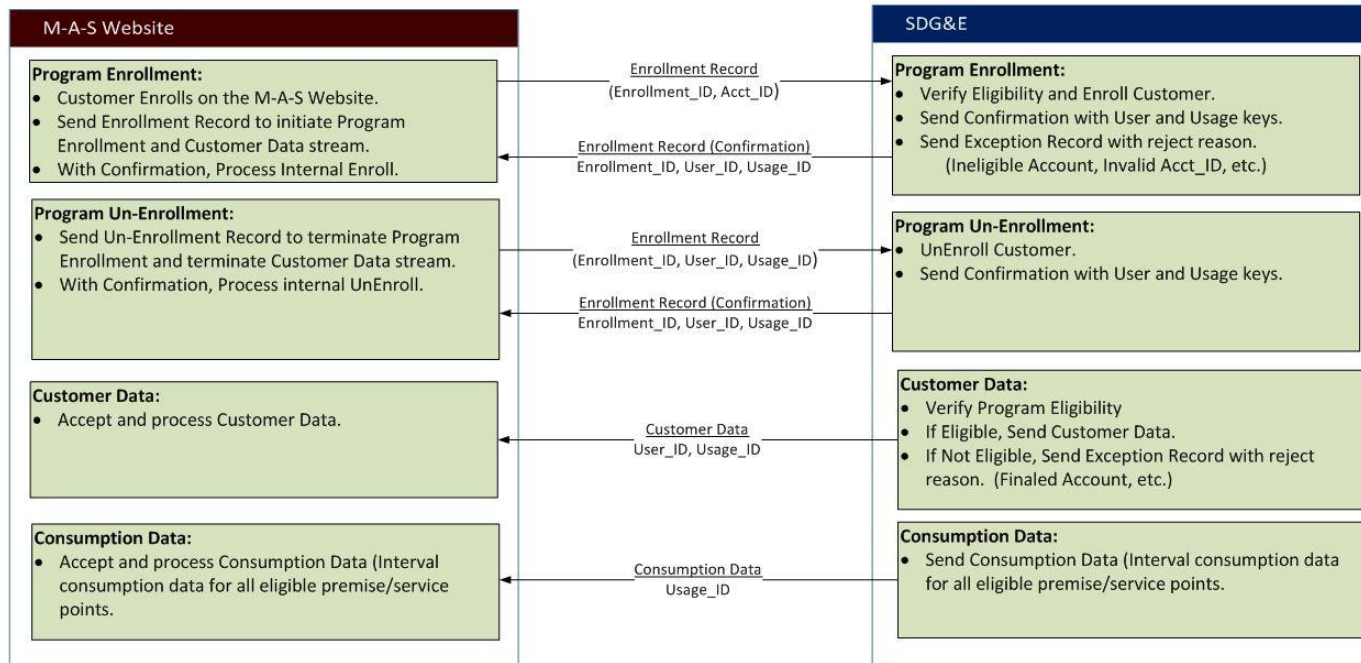 M-A-S Website
Program Enrollment:
• Customer Enrolls on the M-A-S Website.
• Send Enrollment Record to initiate Program
Enrollment and Customer Data stream.
• With Confirmation, Process Internal Enroll.
Program Un-Enrollment:
• Send Un-Enrollment Record to terminate Program
Enrollment and terminate Customer Data stream.
• With Confirmation, Process internal UnEnroll.
Customer Data:
• Accept and process Customer Data.
Consumption Data:
• Accept and process Consumption Data (Interval
consumption data for all eligible premise/service
points.
Enrollment Record
(Enrollment_ID, Acct_ID)
Enrollment Record (Confirmation)
Enrollment_ID, User_ID, Usage_ID
Enrollment Record
(Enrollment_ID, User_ID, Usage_ID)
Enrollment Record (Confirmation)
Enrollment_ID, User_ID, Usage_ID
Customer Data
User_ID, Usage_ID
Consumption Data
Usage_ID
SDG&E
Program Enrollment:
• Verify Eligibility and Enroll Customer.
• Send Confirmation with User and Usage keys.
• Send Exception Record with reject reason.
(Ineligible Account, Invalid Acct_ID, etc.)
Program Un-Enrollment:
• UnEnroll Customer.
• Send Confirmation with User and Usage keys.
Customer Data:
• Verify Program Eligibility
• If Eligible, Send Customer Data.
• If Not Eligible, Send Exception Record with reject
reason. (Finaled Account, etc.)
Consumption Data:
• Send Consumption Data (Interval consumption data
for all eligible premise/service points.